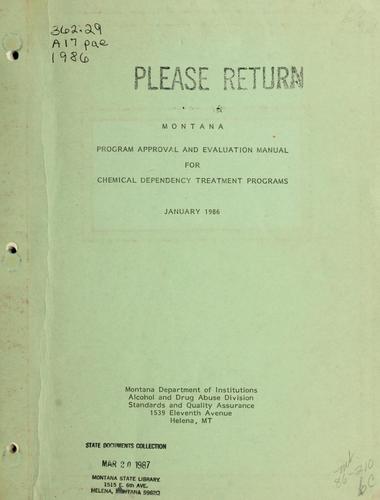 362.29
A17 pae
1986
PLEASE RETURN
MONTANA
PROGRAM APPROVAL AND EVALUATION MANUAL
FOR
CHEMICAL DEPENDENCY TREATMENT PROGRAMS
JANUARY 1986
Montana Department of Institutions
Alcohol and Drug Abuse Division
Standards and Quality Assurance
1539 Eleventh Avenue
Helena, MT
STATE DOCUMENTS COLLECTION
MAR 20 1987
MONTANA STATE LIBRARY
1515 E. 6th AVE.
HELENA, MONTANA 59620